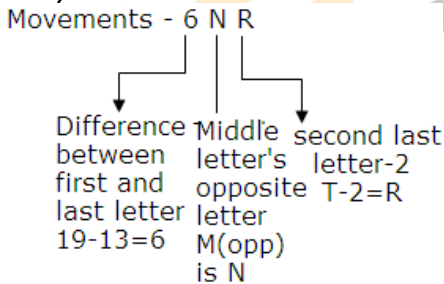 Movements - 6 N R
Difference
between
first and
last letter
19-13=6
Middle
letter's
opposite
letter
M(opp)
is N
second last
letter-2
T-2=R